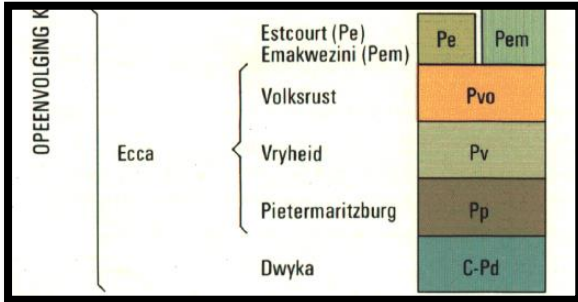 OPEENVOLGING K
Estcourt (Pe)
Emakwezini (Pem)
Pe
Pem
Volksrust
Pvo
Ecca
Vryheid
Pv
Pietermaritzburg
Pp
Dwyka
C-Pd